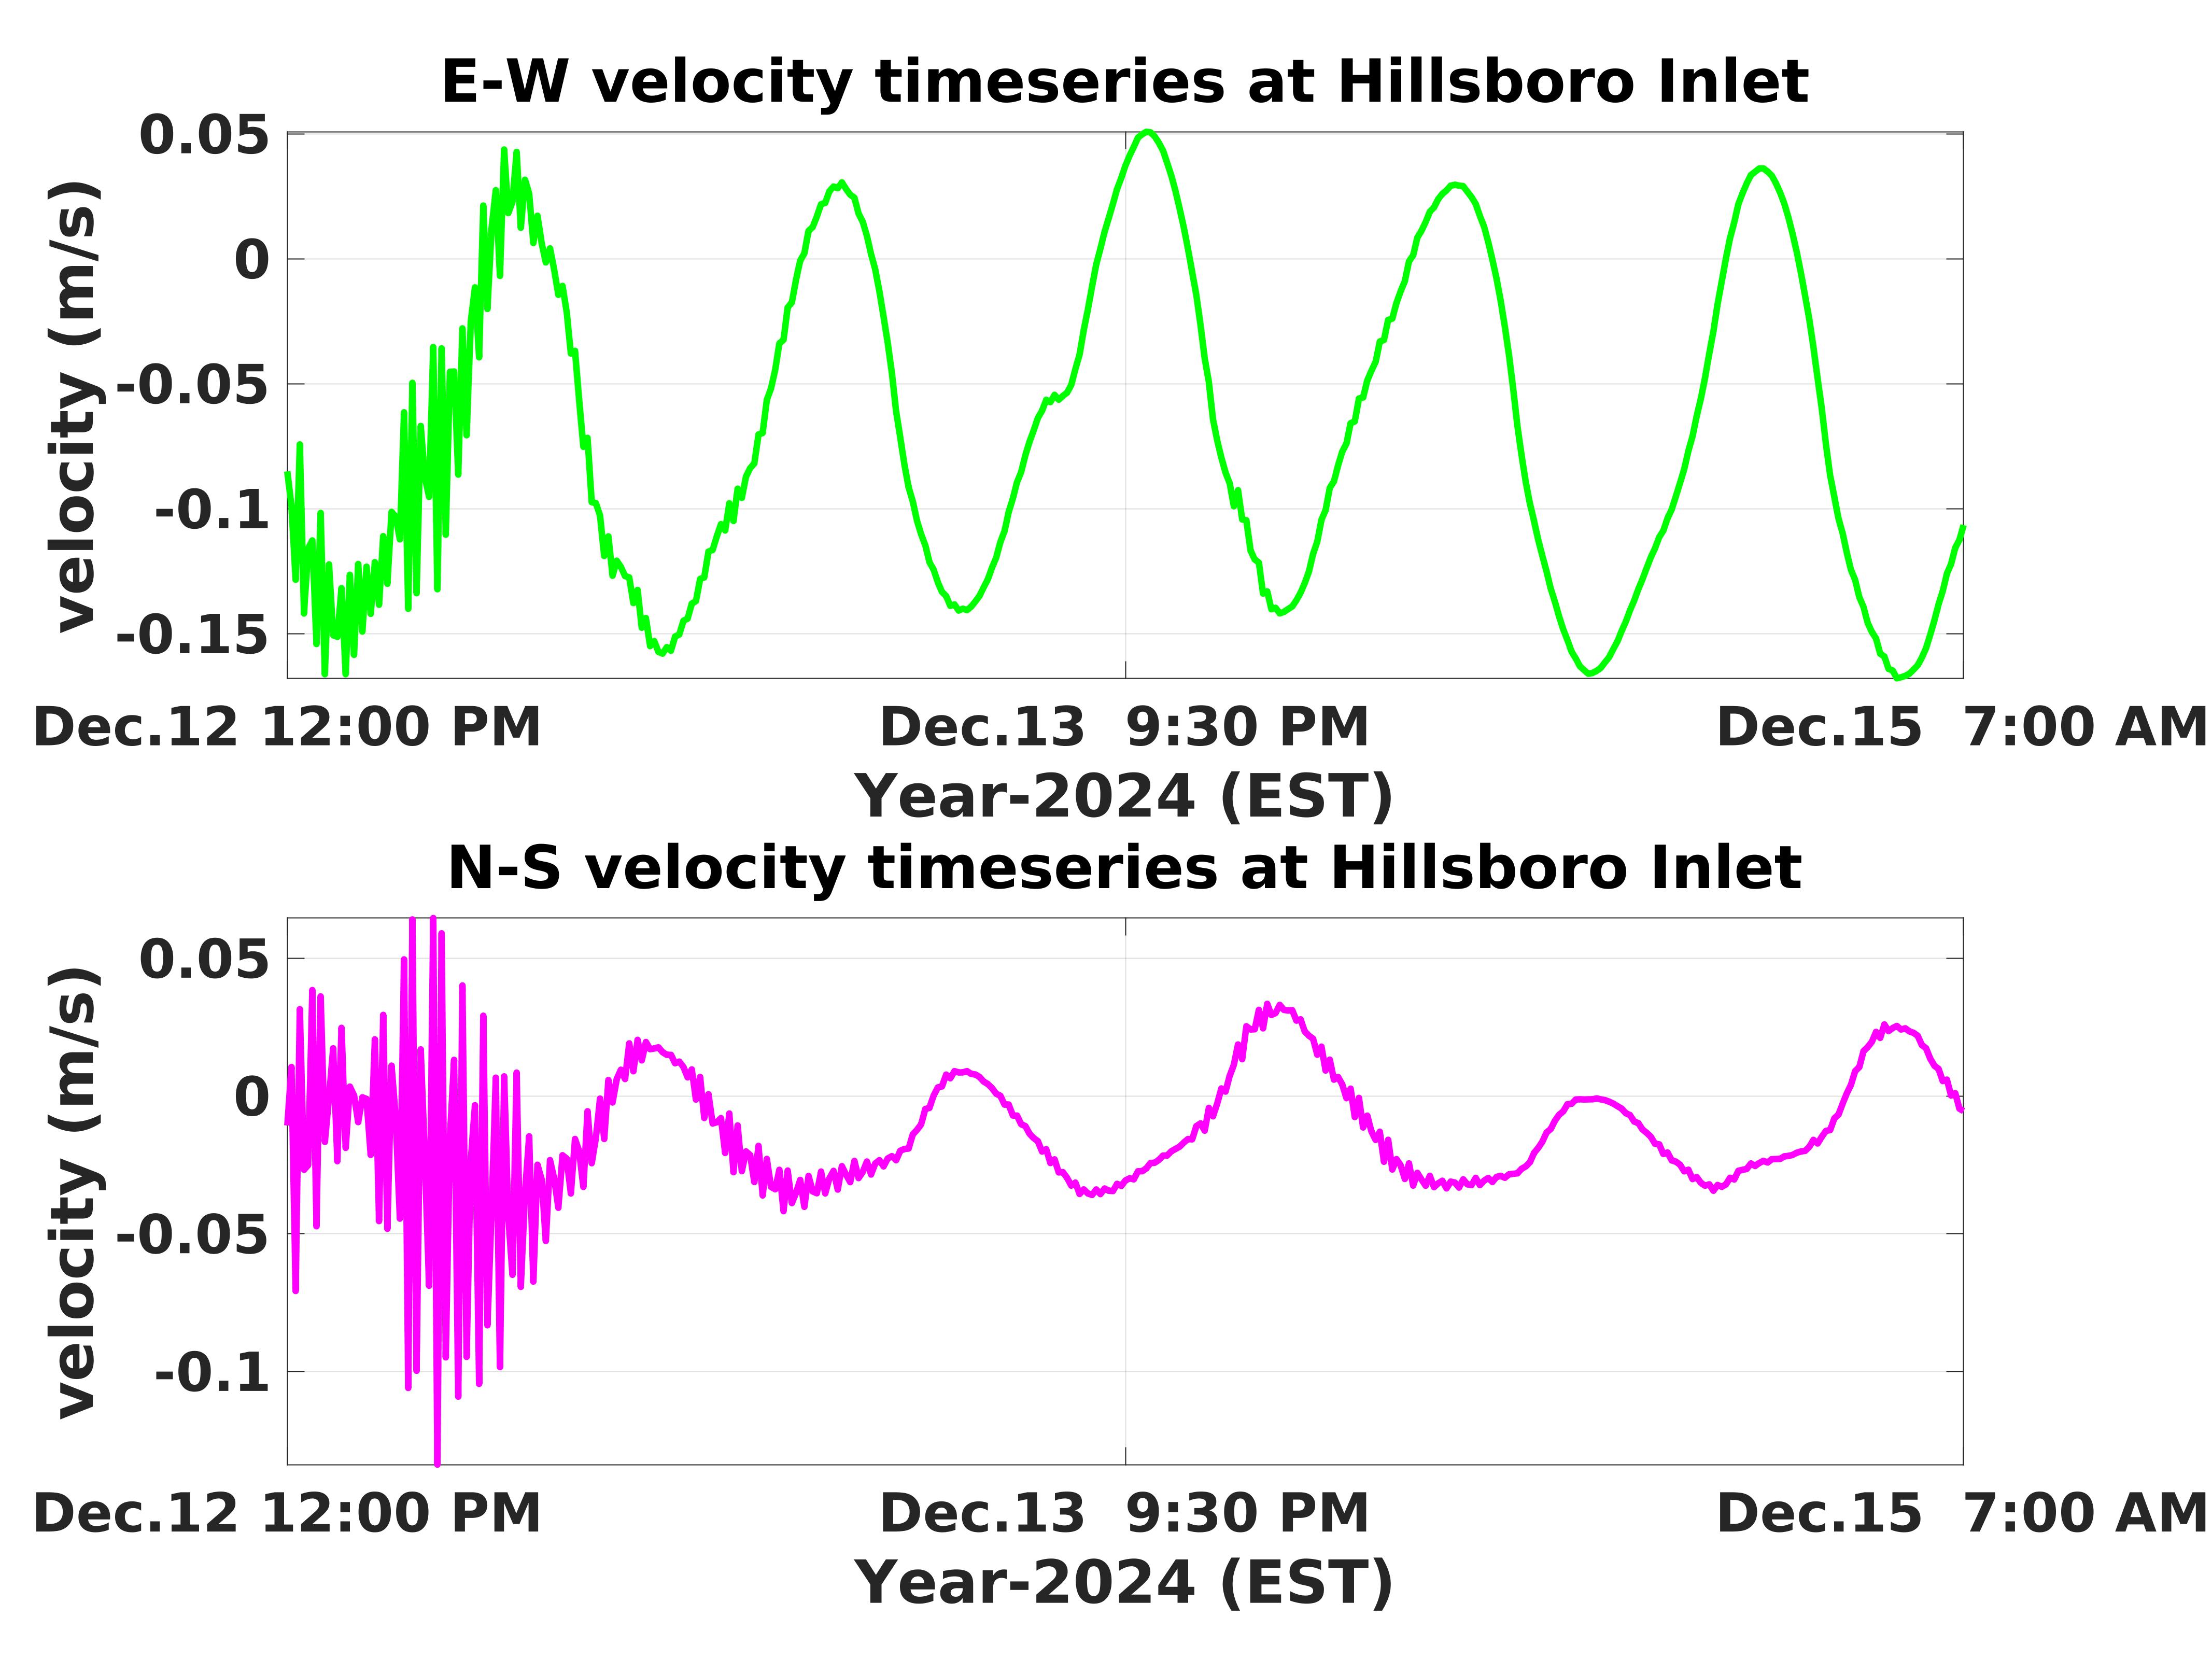 E-W velocity timeseries at Hillsboro Inlet
velocity (m/s)
0.05
0
-0.05
-0.1
-0.15
Dec.12 12:00 PM
Dec.13  9:30 PM
Dec.15  7:00 AM
Year-2024 (EST)
N-S velocity timeseries at Hillsboro Inlet
velocity (m/s)
0.05
0
-0.05
-0.1
Dec.12 12:00 PM
Dec.13  9:30 PM
Dec.15  7:00 AM
Year-2024 (EST)